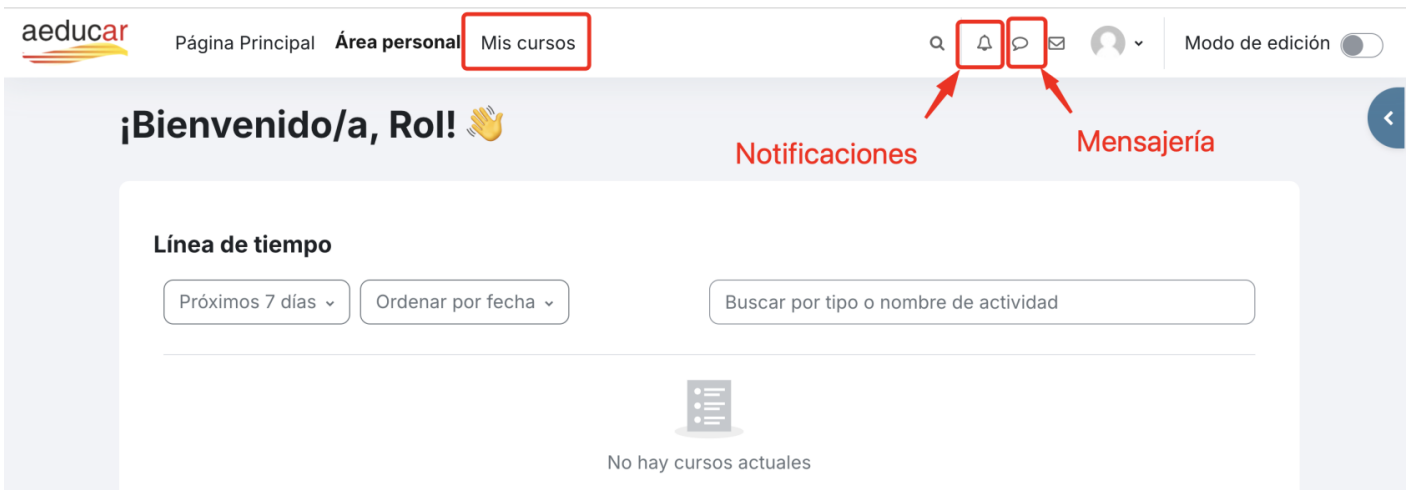 aeducar
Página Principal Área personal Mis cursos
Modo de edición
¡Bienvenido/a, Rol! 👋
Notificaciones
Mensajería
Línea de tiempo
Próximos 7 días
Ordenar por fecha
Buscar por tipo o nombre de actividad
No hay cursos actuales